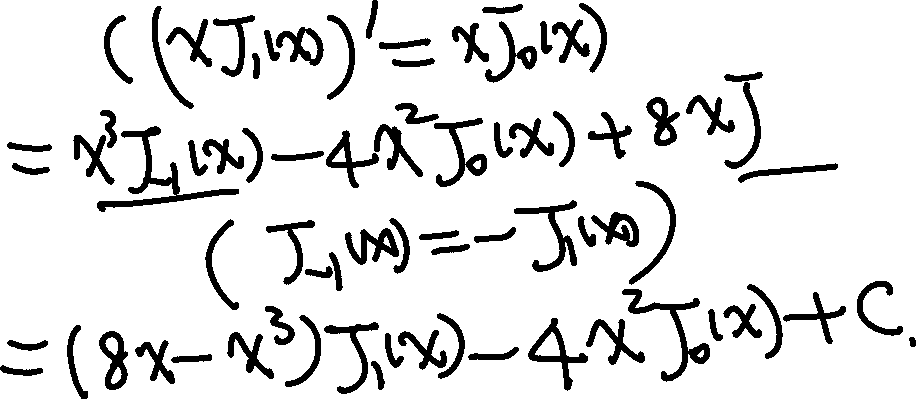 ((xJ₁(x))' = xJ₀(x))
= x³J₋₁(x) - 4x²J₀(x) + 8xJ
(J₋₁(x) = -J₁(x))
= (8x - x³)J₁(x) - 4x²J₀(x) + C.